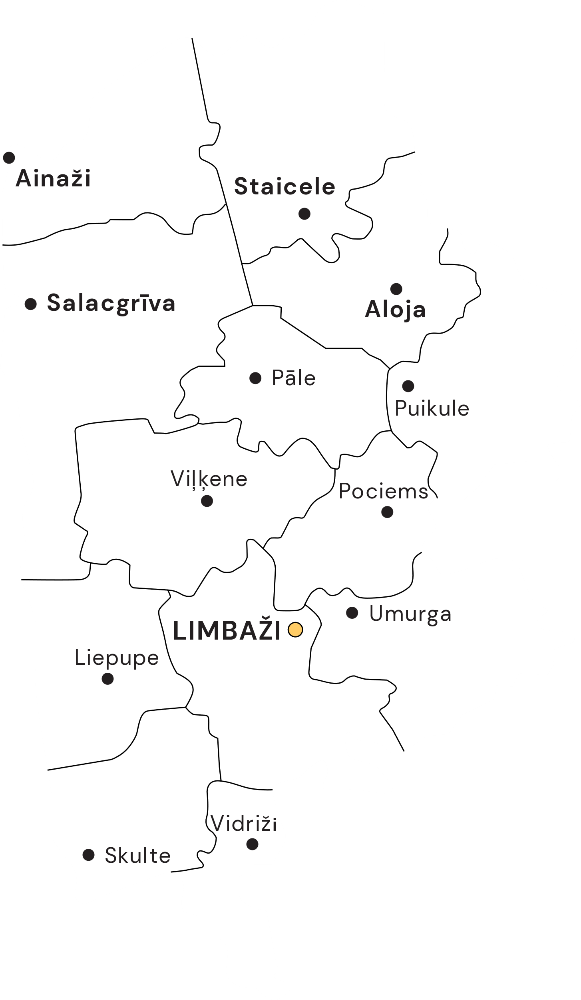 Ainaži
Staicele
Salacgrīva
Aloja
Pāle
Puikule
Viļķene
Pociems
Umurga
LIMBAŽI
Liepupe
Vidriži
Skulte